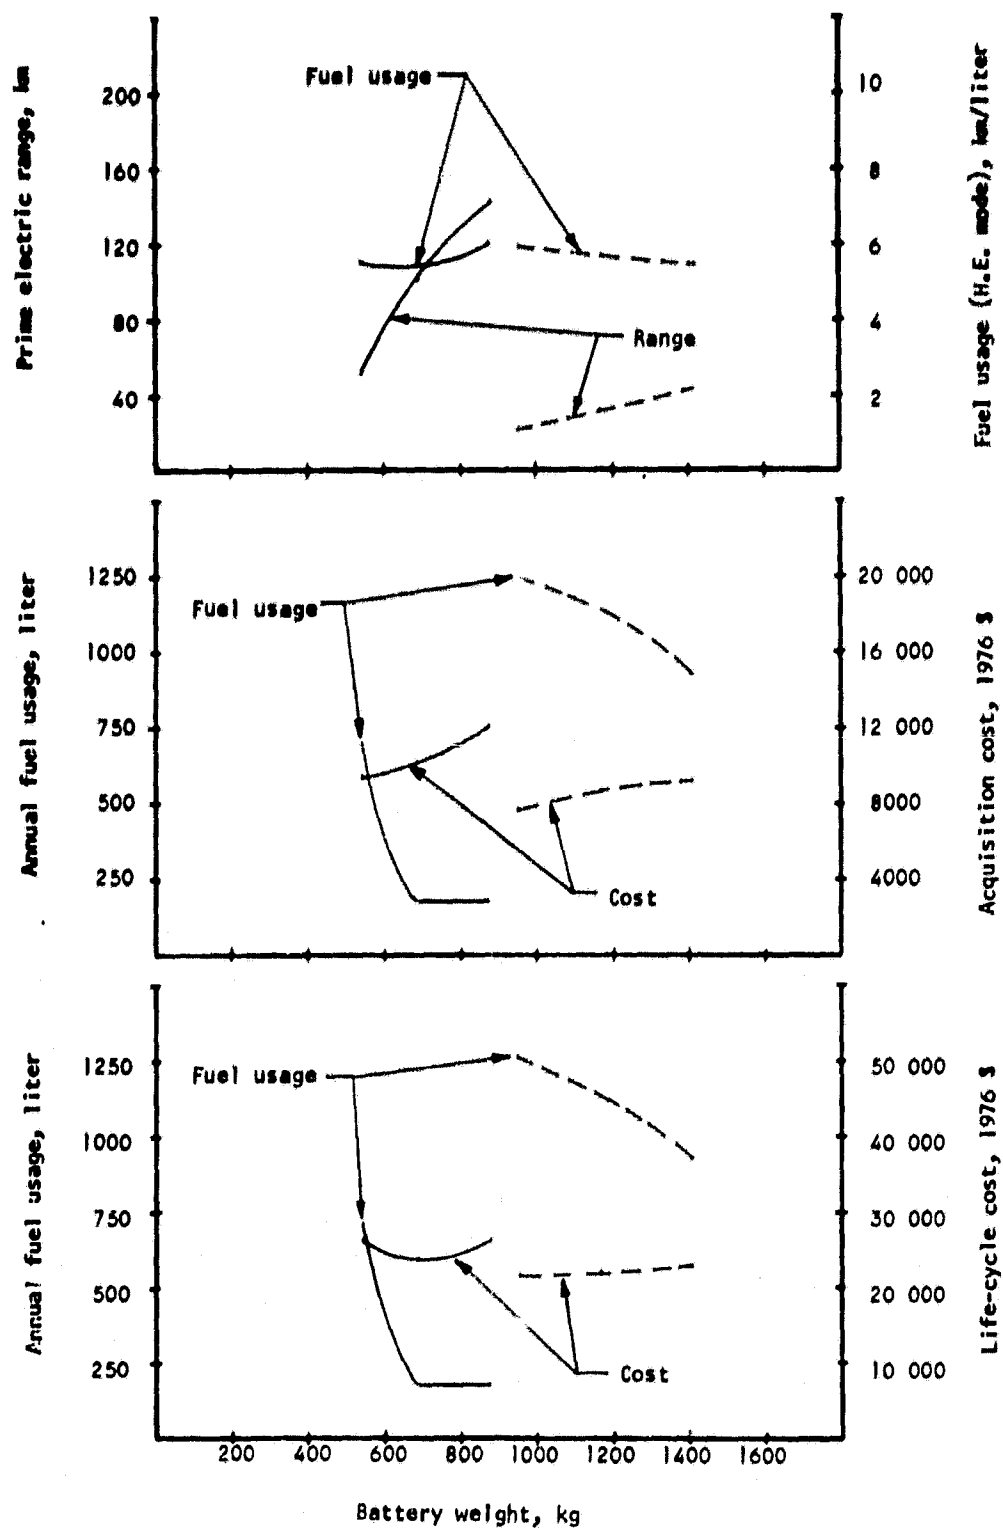 Prime electric range, km
200
160
120
80
40
Fuel usage
Range
10
8
6
4
2
Fuel usage (H.E. mode), km/liter
Annual fuel usage, liter
1250
1000
750
500
250
Fuel usage
Cost
20 000
16 000
12 000
8000
4000
Acquisition cost, 1976 $
Annual fuel usage, liter
1250
1000
750
500
250
Fuel usage
Cost
50 000
40 000
30 000
20 000
10 000
Life-cycle cost, 1976 $
200 400 600 800 1000 1200 1400 1600
Battery weight, kg